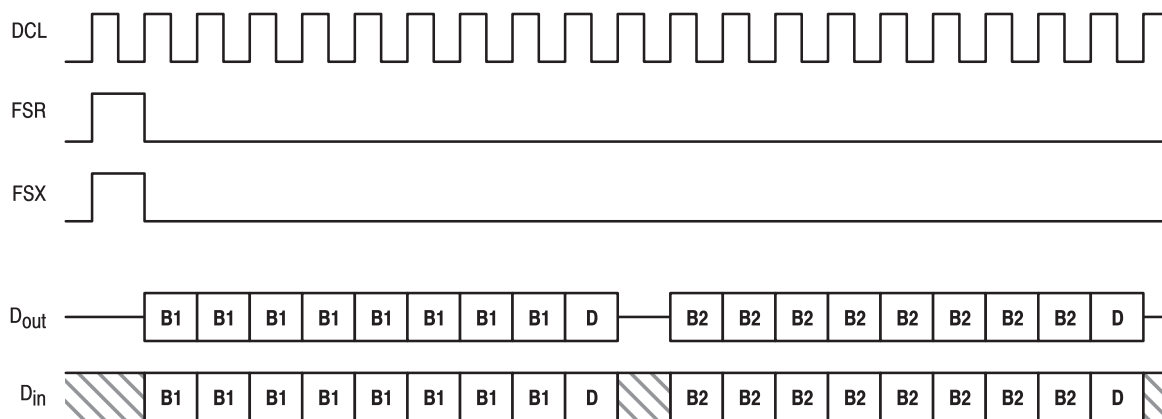 DCL
FSR
FSX
Dout B1 B1 B1 B1 B1 B1 B1 B1 D B2 B2 B2 B2 B2 B2 B2 B2 D
Din B1 B1 B1 B1 B1 B1 B1 B1 D B2 B2 B2 B2 B2 B2 B2 B2 D